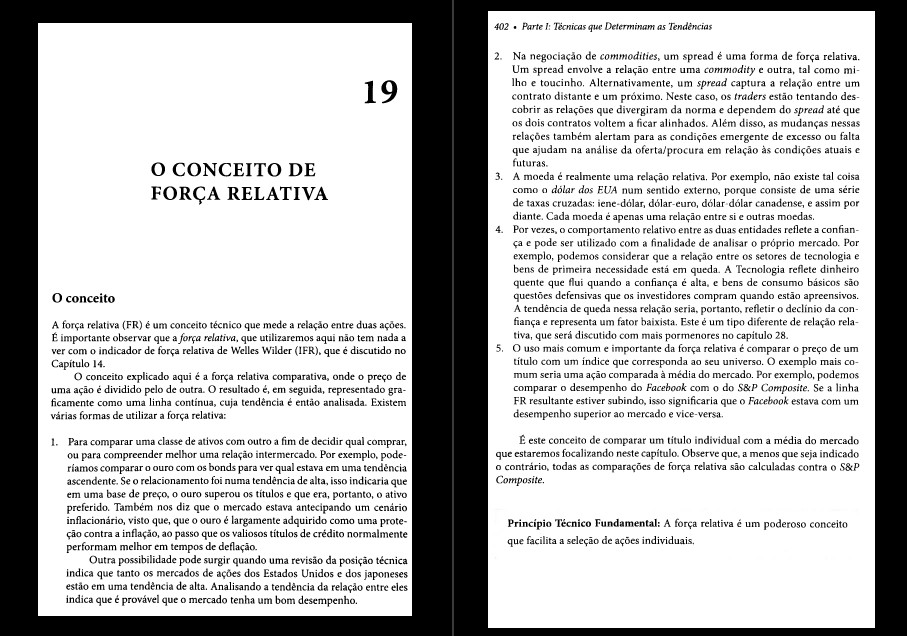 19
O CONCEITO DE
FORÇA RELATIVA
O conceito
A força relativa (FR) é um conceito técnico que mede a relação entre duas ações.
É importante observar que a força relativa, que utilizaremos aqui não tem nada a
ver com o indicador de força relativa de Welles Wilder (IFR), que é discutido no
Capítulo 14.
O conceito explicado aqui é a força relativa comparativa, onde o preço de
uma ação é dividido pelo de outra. O resultado é, em seguida, representado gra-
ficamente como uma linha contínua, cuja tendência é então analisada. Existem
várias formas de utilizar a força relativa:
1. Para comparar uma classe de ativos com outro a fim de decidir qual comprar,
ou para compreender melhor uma relação intermercado. Por exemplo, pode-
ríamos comparar o ouro com os bonds para ver qual estava em uma tendência
ascendente. Se o relacionamento foi numa tendência de alta, isso indicaria que
em uma base de preço, o ouro superou os títulos e que era, portanto, o ativo
preferido. Também nos diz que o mercado estava antecipando um cenário
inflacionário, visto que, que o ouro é largamente adquirido como uma prote-
ção contra a inflação, ao passo que os valiosos títulos de crédito normalmente
performam melhor em tempos de deflação.
Outra possibilidade pode surgir quando uma revisão da posição técnica
indica que tanto os mercados de ações dos Estados Unidos e dos japoneses
estão em uma tendência de alta. Analisando a tendência da relação entre eles
indica que é provável que o mercado tenha um bom desempenho.
402 • Parte I: Técnicas que Determinam as Tendências
2. Na negociação de commodities, um spread é uma forma de força relativa.
Um spread envolve a relação entre uma commodity e outra, tal como mi-
lho e toucinho. Alternativamente, um spread captura a relação entre um
contrato distante e um próximo. Neste caso, os traders estão tentando des-
cobrir as relações que divergiram da norma e dependem do spread até que
os dois contratos voltem a ficar alinhados. Além disso, as mudanças nessas
relações também alertam para as condições emergente de excesso ou falta
que ajudam na análise da oferta/procura em relação às condições atuais e
futuras.
3. A moeda é realmente uma relação relativa. Por exemplo, não existe tal coisa
como o dólar dos EUA num sentido externo, porque consiste de uma série
de taxas cruzadas: iene-dólar, dólar-euro, dólar-dólar canadense, e assim por
diante. Cada moeda é apenas uma relação entre si e outras moedas.
4. Por vezes, o comportamento relativo entre as duas entidades reflete a confian-
ça e pode ser utilizado com a finalidade de analisar o próprio mercado. Por
exemplo, podemos considerar que a relação entre os setores de tecnologia e
bens de primeira necessidade está em queda. A Tecnologia reflete dinheiro
quente que flui quando a confiança é alta, e bens de consumo básicos são
questões defensivas que os investidores compram quando estão apreensivos.
A tendência de queda nessa relação seria, portanto, refletir o declínio da con-
fiança e representa um fator baixista. Este é um tipo diferente de relação rela-
tiva, que será discutido com mais pormenores no capítulo 28.
5. O uso mais comum e importante da força relativa é comparar o preço de um
título com um índice que corresponda ao seu universo. O exemplo mais co-
mum seria uma ação comparada à média do mercado. Por exemplo, podemos
comparar o desempenho do Facebook com o do S&P Composite. Se a linha
FR resultante estiver subindo, isso significaria que o Facebook estava com um
desempenho superior ao mercado e vice-versa.
É este conceito de comparar um título individual com a média do mercado
que estaremos focalizando neste capítulo. Observe que, a menos que seja indicado
o contrário, todas as comparações de força relativa são calculadas contra o S&P
Composite.
Princípio Técnico Fundamental: A força relativa é um poderoso conceito
que facilita a seleção de ações individuais.